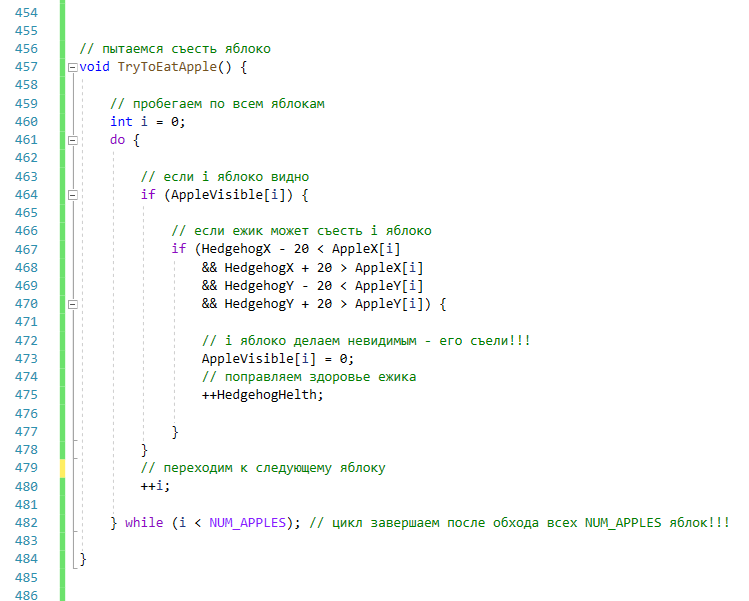 454
455
456 // пытаемся съесть яблоко
457 void TryToEatApple() {
458
459 // пробегаем по всем яблокам
460 int i = 0;
461 do {
462
463 // если i яблоко видно
464 if (AppleVisible[i]) {
465
466 // если ежик может съесть i яблоко
467 if (HedgehogX - 20 < AppleX[i]
468 && HedgehogX + 20 > AppleX[i]
469 && HedgehogY - 20 < AppleY[i]
470 && HedgehogY + 20 > AppleY[i]) {
471
472 // i яблоко делаем невидимым - его съели!!!
473 AppleVisible[i] = 0;
474 // поправляем здоровье ежика
475 ++HedgehogHelth;
476
477 }
478 }
479 // переходим к следующему яблоку
480 ++i;
481
482 } while (i < NUM_APPLES); // цикл завершаем после обхода всех NUM_APPLES яблок!!!
483
484 }
485
486